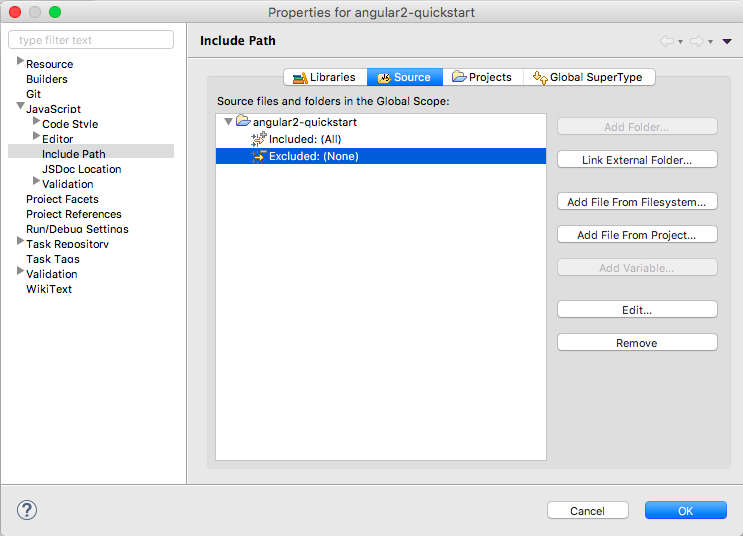 Properties for angular2-quickstart
type filter text
Resource
Builders
Git
JavaScript
Code Style
Editor
Include Path
JSDoc Location
Validation
Project Facets
Project References
Run/Debug Settings
Task Repository
Task Tags
Validation
WikiText
Include Path
Libraries
Source
Projects
Global SuperType
Source files and folders in the Global Scope:
angular2-quickstart
Included: (All)
Excluded: (None)
Add Folder...
Link External Folder...
Add File From Filesystem...
Add File From Project...
Add Variable...
Edit...
Remove
?
Cancel
OK